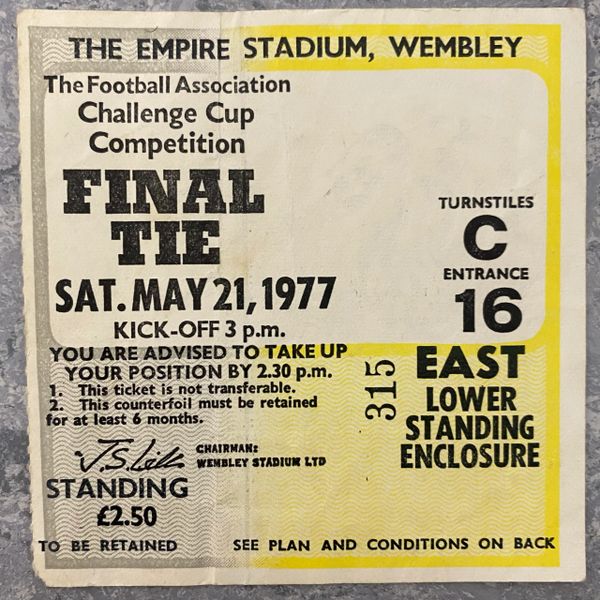 THE EMPIRE STADIUM, WEMBLEY
The Football Association
Challenge Cup
Competition
FINAL
TIE
SAT. MAY 21, 1977
KICK-OFF 3 p.m.
TURNSTILES
C
ENTRANCE
16
YOU ARE ADVISED TO TAKE UP
YOUR POSITION BY 2.30 p.m.
1. This ticket is not transferable.
2. This counterfoil must be retained
for at least 6 months.
315
EAST
LOWER
STANDING
ENCLOSURE
CHAIRMAN:
WEMBLEY STADIUM LTD
STANDING
£2.50
TO BE RETAINED
SEE PLAN AND CONDITIONS ON BACK